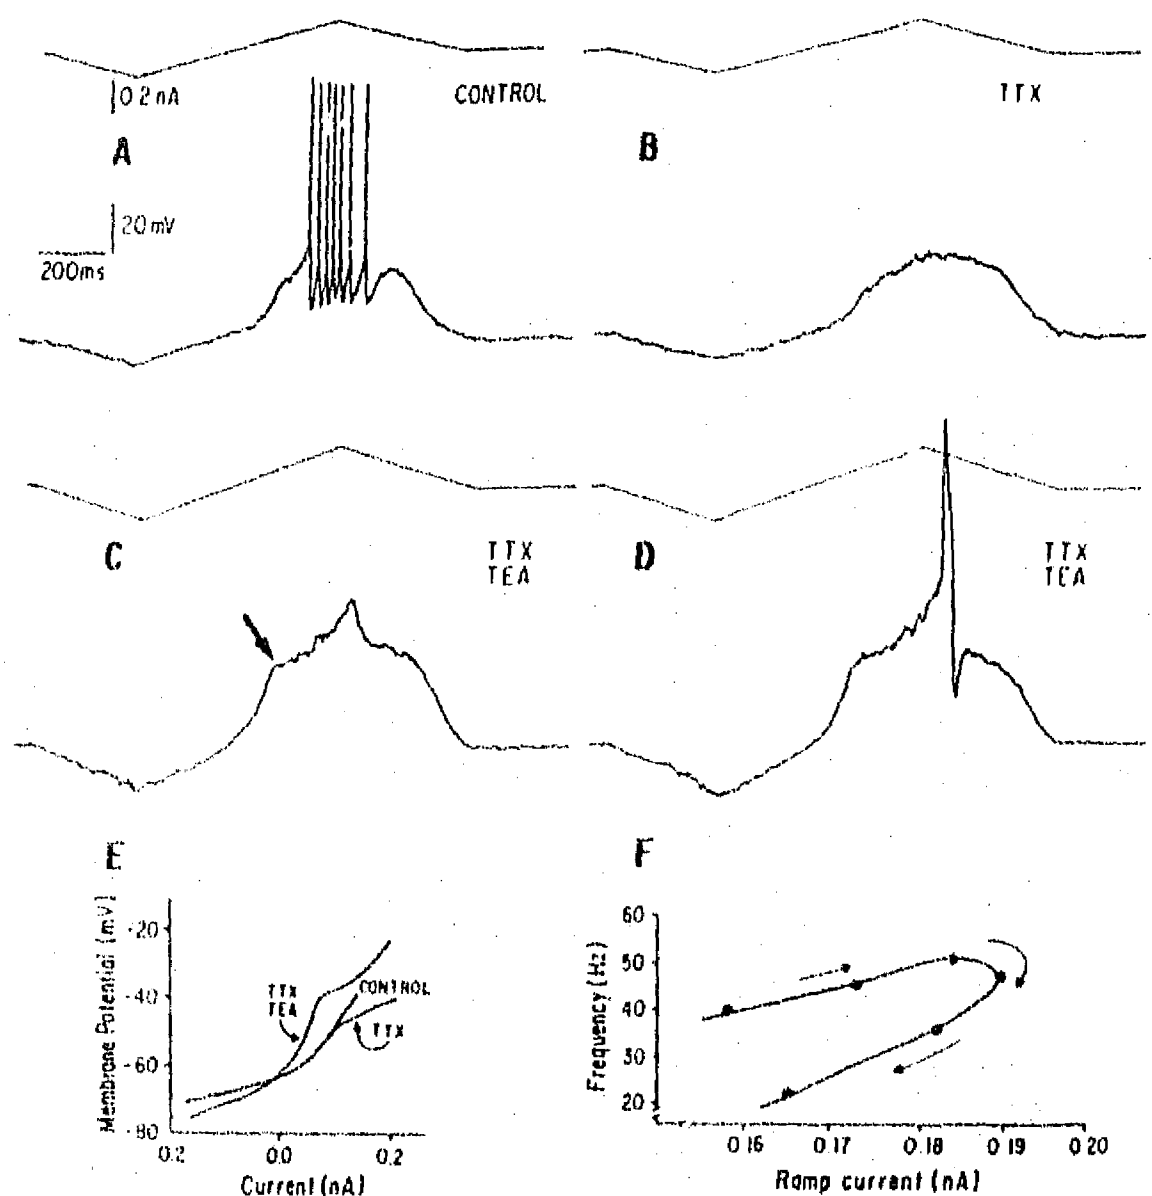 0.2 nA
CONTROL
TTX
A
B
20 mV
200ms
C
TTX
TEA
D
TTX
TEA
E
F
Membrane Potential (mV)
-20
-40
-60
-80
TTX
TEA
CONTROL
TTX
0.2
0.0
0.2
Current (nA)
Frequency (Hz)
60
50
40
30
20
0.16
0.17
0.18
0.19
0.20
Ramp current (nA)